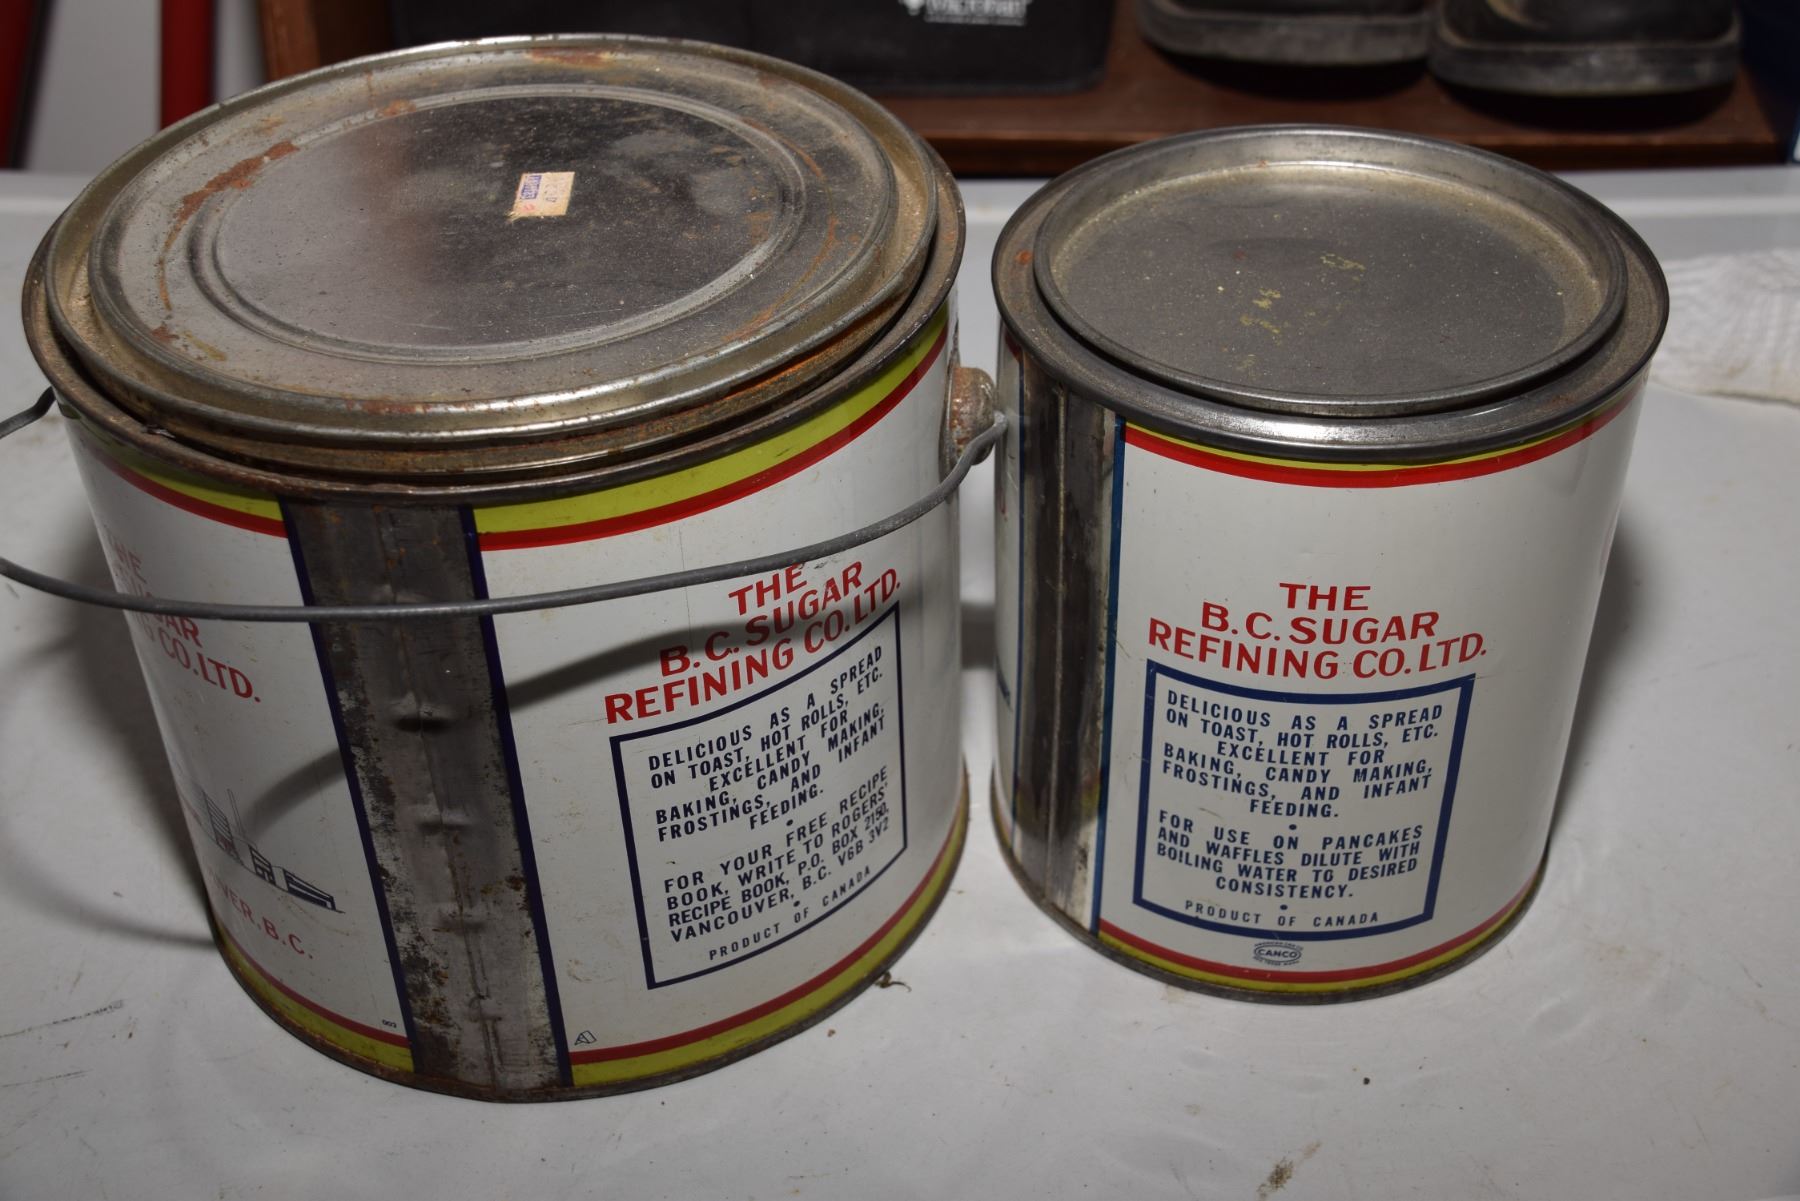 THE
SUGAR
CO. LTD.
B.C.
003
THE
B.C. SUGAR
REFINING CO. LTD.
DELICIOUS AS A SPREAD
ON TOAST, HOT ROLLS, ETC.
EXCELLENT FOR
BAKING, CANDY MAKING,
FROSTINGS, AND INFANT
FEEDING.
•
FOR YOUR FREE RECIPE
BOOK, WRITE TO ROGERS'
RECIPE BOOK, P.O. BOX 2150,
VANCOUVER, B.C. V6B 3V2
•
PRODUCT OF CANADA
THE
B.C. SUGAR
REFINING CO. LTD.
DELICIOUS AS A SPREAD
ON TOAST, HOT ROLLS, ETC.
EXCELLENT FOR
BAKING, CANDY MAKING,
FROSTINGS, AND INFANT
FEEDING.
•
FOR USE ON PANCAKES
AND WAFFLES DILUTE WITH
BOILING WATER TO DESIRED
CONSISTENCY.
•
PRODUCT OF CANADA
CANCO